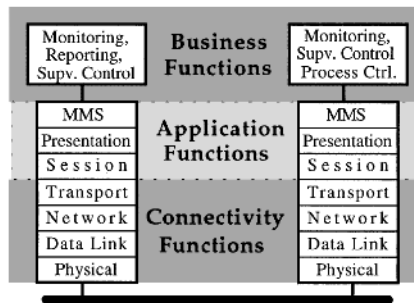 Monitoring,
Reporting,
Supv. Control
Business
Functions
Monitoring,
Supv. Control
Process Ctrl.
MMS
Presentation
Session
Transport
Network
Data Link
Physical
Application
Functions
Connectivity
Functions
MMS
Presentation
Session
Transport
Network
Data Link
Physical